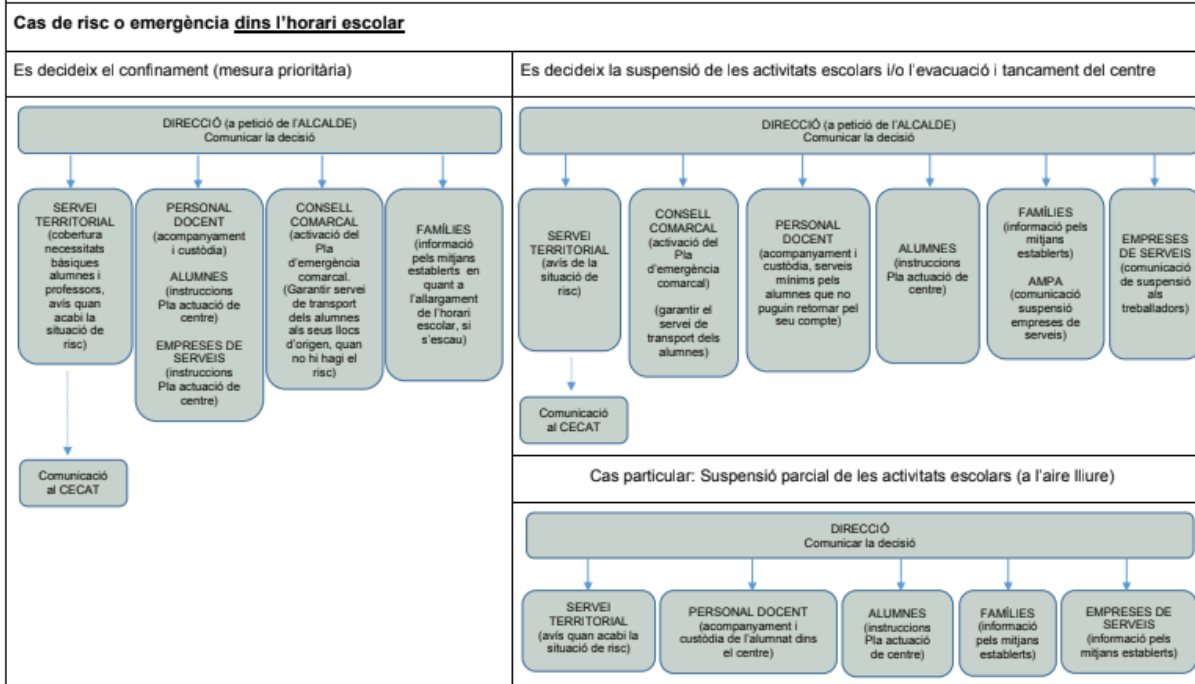 Cas de risc o emergència dins l'horari escolar
Es decideix el confinament (mesura prioritària)
DIRECCIÓ (a petició de l'ALCALDE)
Comunicar la decisió
SERVEI
TERRITORIAL
(cobertura
necessitats
bàsiques
alumnes i
professors,
avís quan
acabi la
situació de
risc)
Comunicació
al CECAT
PERSONAL
DOCENT
(acompanyament
i custòdia)
ALUMNES
(instruccions
Pla actuació de
centre)
EMPRESES DE
SERVEIS
(instruccions
Pla actuació de
centre)
CONSELL
COMARCAL
(activació del
Pla
d'emergència
comarcal.
(Garantir servei
de transport
dels alumnes
als seus llocs
d'origen, quan
no hi hagi el
risc)
FAMÍLIES
(informació
pels mitjans
establerts en
quant a
l'allargament
de l'horari
escolar, si
s'escau)
Es decideix la suspensió de les activitats escolars i/o l'evacuació i tancament del centre
DIRECCIÓ (a petició de l'ALCALDE)
Comunicar la decisió
SERVEI
TERRITORIAL
(avís de la
situació de
risc)
Comunicació
al CECAT
CONSELL
COMARCAL
(activació del
Pla
d'emergència
comarcal)
(garantir el
servei de
transport dels
alumnes)
PERSONAL
DOCENT
(acompanyament i
custòdia, serveis
mínims pels
alumnes que no
puguin retornar pel
seu compte)
ALUMNES
(instruccions
Pla actuació de
centre)
FAMÍLIES
(informació pels
mitjans
establerts)
AMPA
(comunicació
suspensió
empreses de
serveis)
EMPRESES
DE SERVEIS
(comunicació
de suspensió
als
treballadors)
Cas particular: Suspensió parcial de les activitats escolars (a l'aire lliure)
DIRECCIÓ
Comunicar la decisió
SERVEI
TERRITORIAL
(avís quan acabi la
situació de risc)
PERSONAL DOCENT
(acompanyament i
custòdia de l'alumnat dins
el centre)
ALUMNES
(instruccions
Pla actuació
de centre)
FAMÍLIES
(informació
pels mitjans
establerts)
EMPRESES DE
SERVEIS
(informació pels
mitjans establerts)